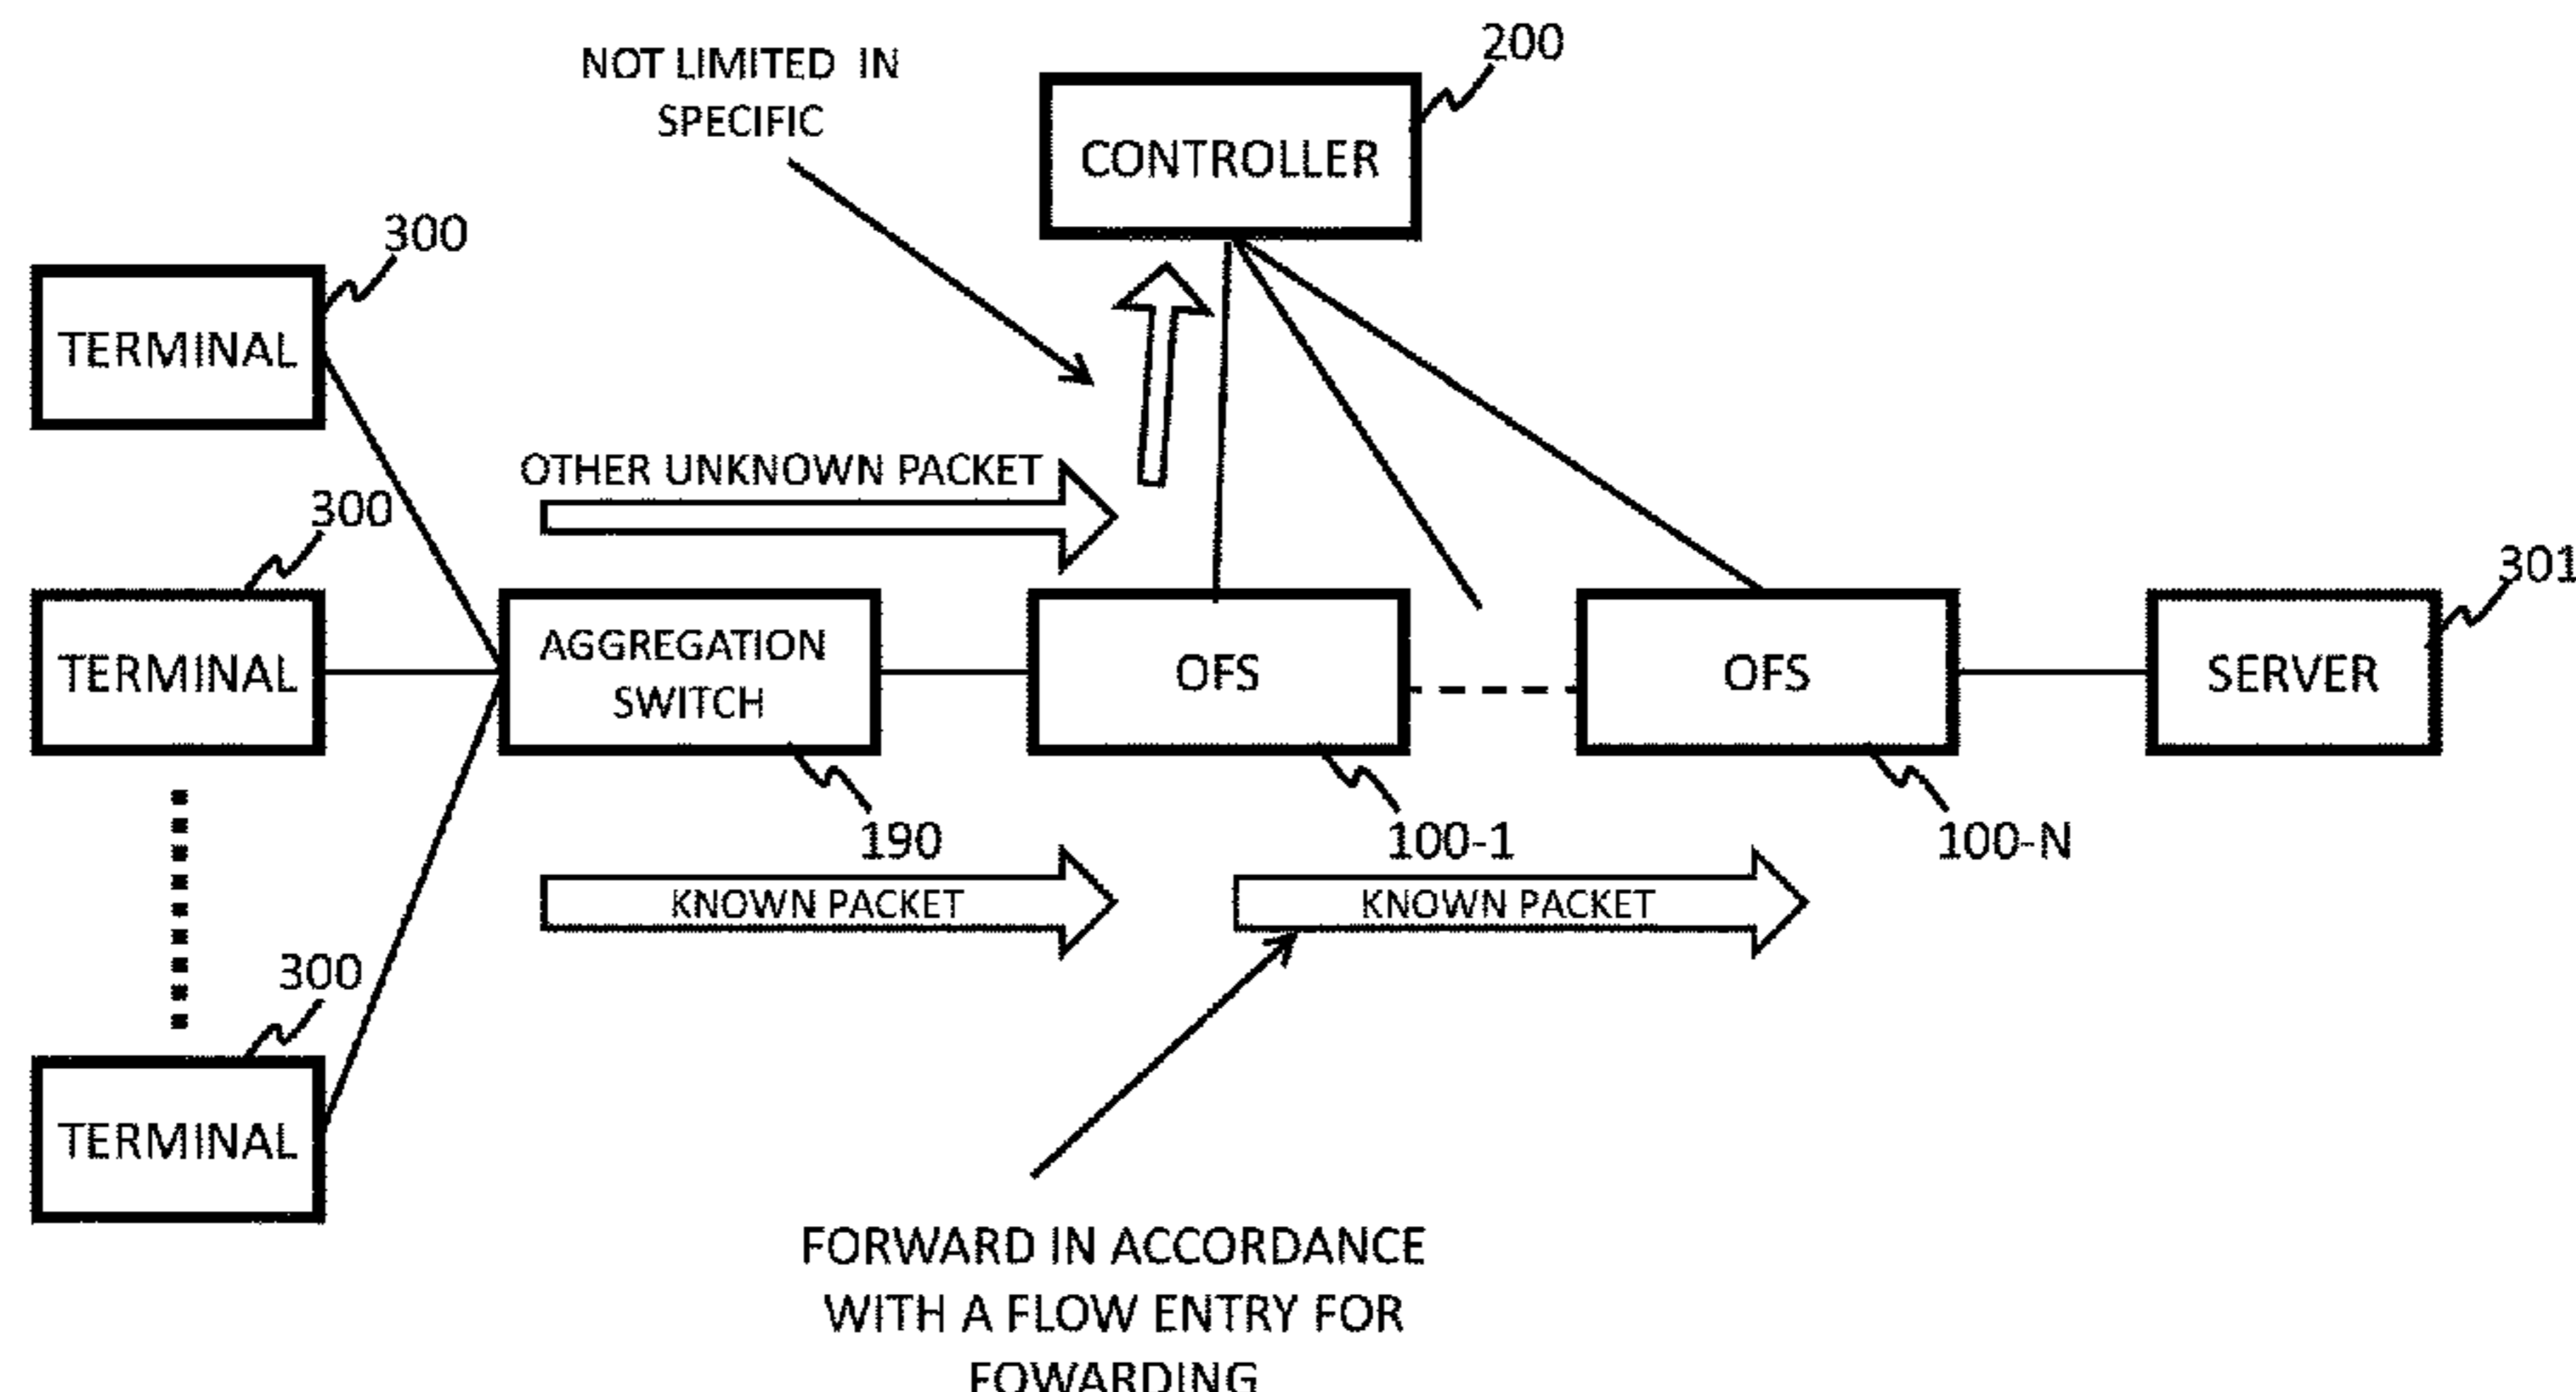 NOT LIMITED IN
SPECIFIC
200
CONTROLLER
300
TERMINAL
OTHER UNKNOWN PACKET
300
301
TERMINAL
AGGREGATION
SWITCH
OFS
OFS
SERVER
190
100-1
100-N
KNOWN PACKET
KNOWN PACKET
300
TERMINAL
FORWARD IN ACCORDANCE
WITH A FLOW ENTRY FOR
FOWARDING